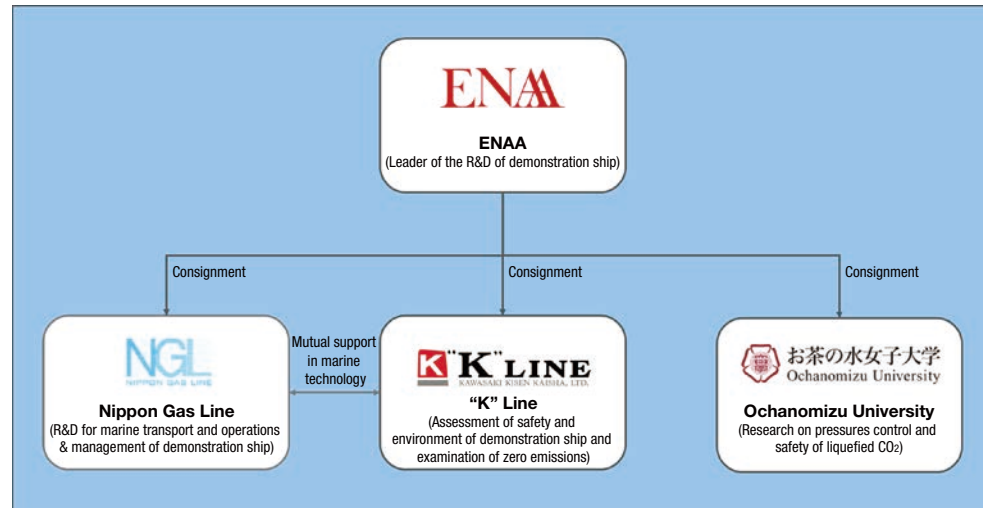 ENAA
ENAA
(Leader of the R&D of demonstration ship)
Consignment
Consignment
Consignment
NGL
NIPPON GAS LINE
Nippon Gas Line
(R&D for marine transport and operations
& management of demonstration ship)
Mutual support
in marine
technology
K "K" LINE
KAWASAKI KISEN KAISHA, LTD.
“K” Line
(Assessment of safety and
environment of demonstration ship and
examination of zero emissions)
お茶の水女子大学
Ochanomizu University
Ochanomizu University
(Research on pressures control and
safety of liquefied CO2)